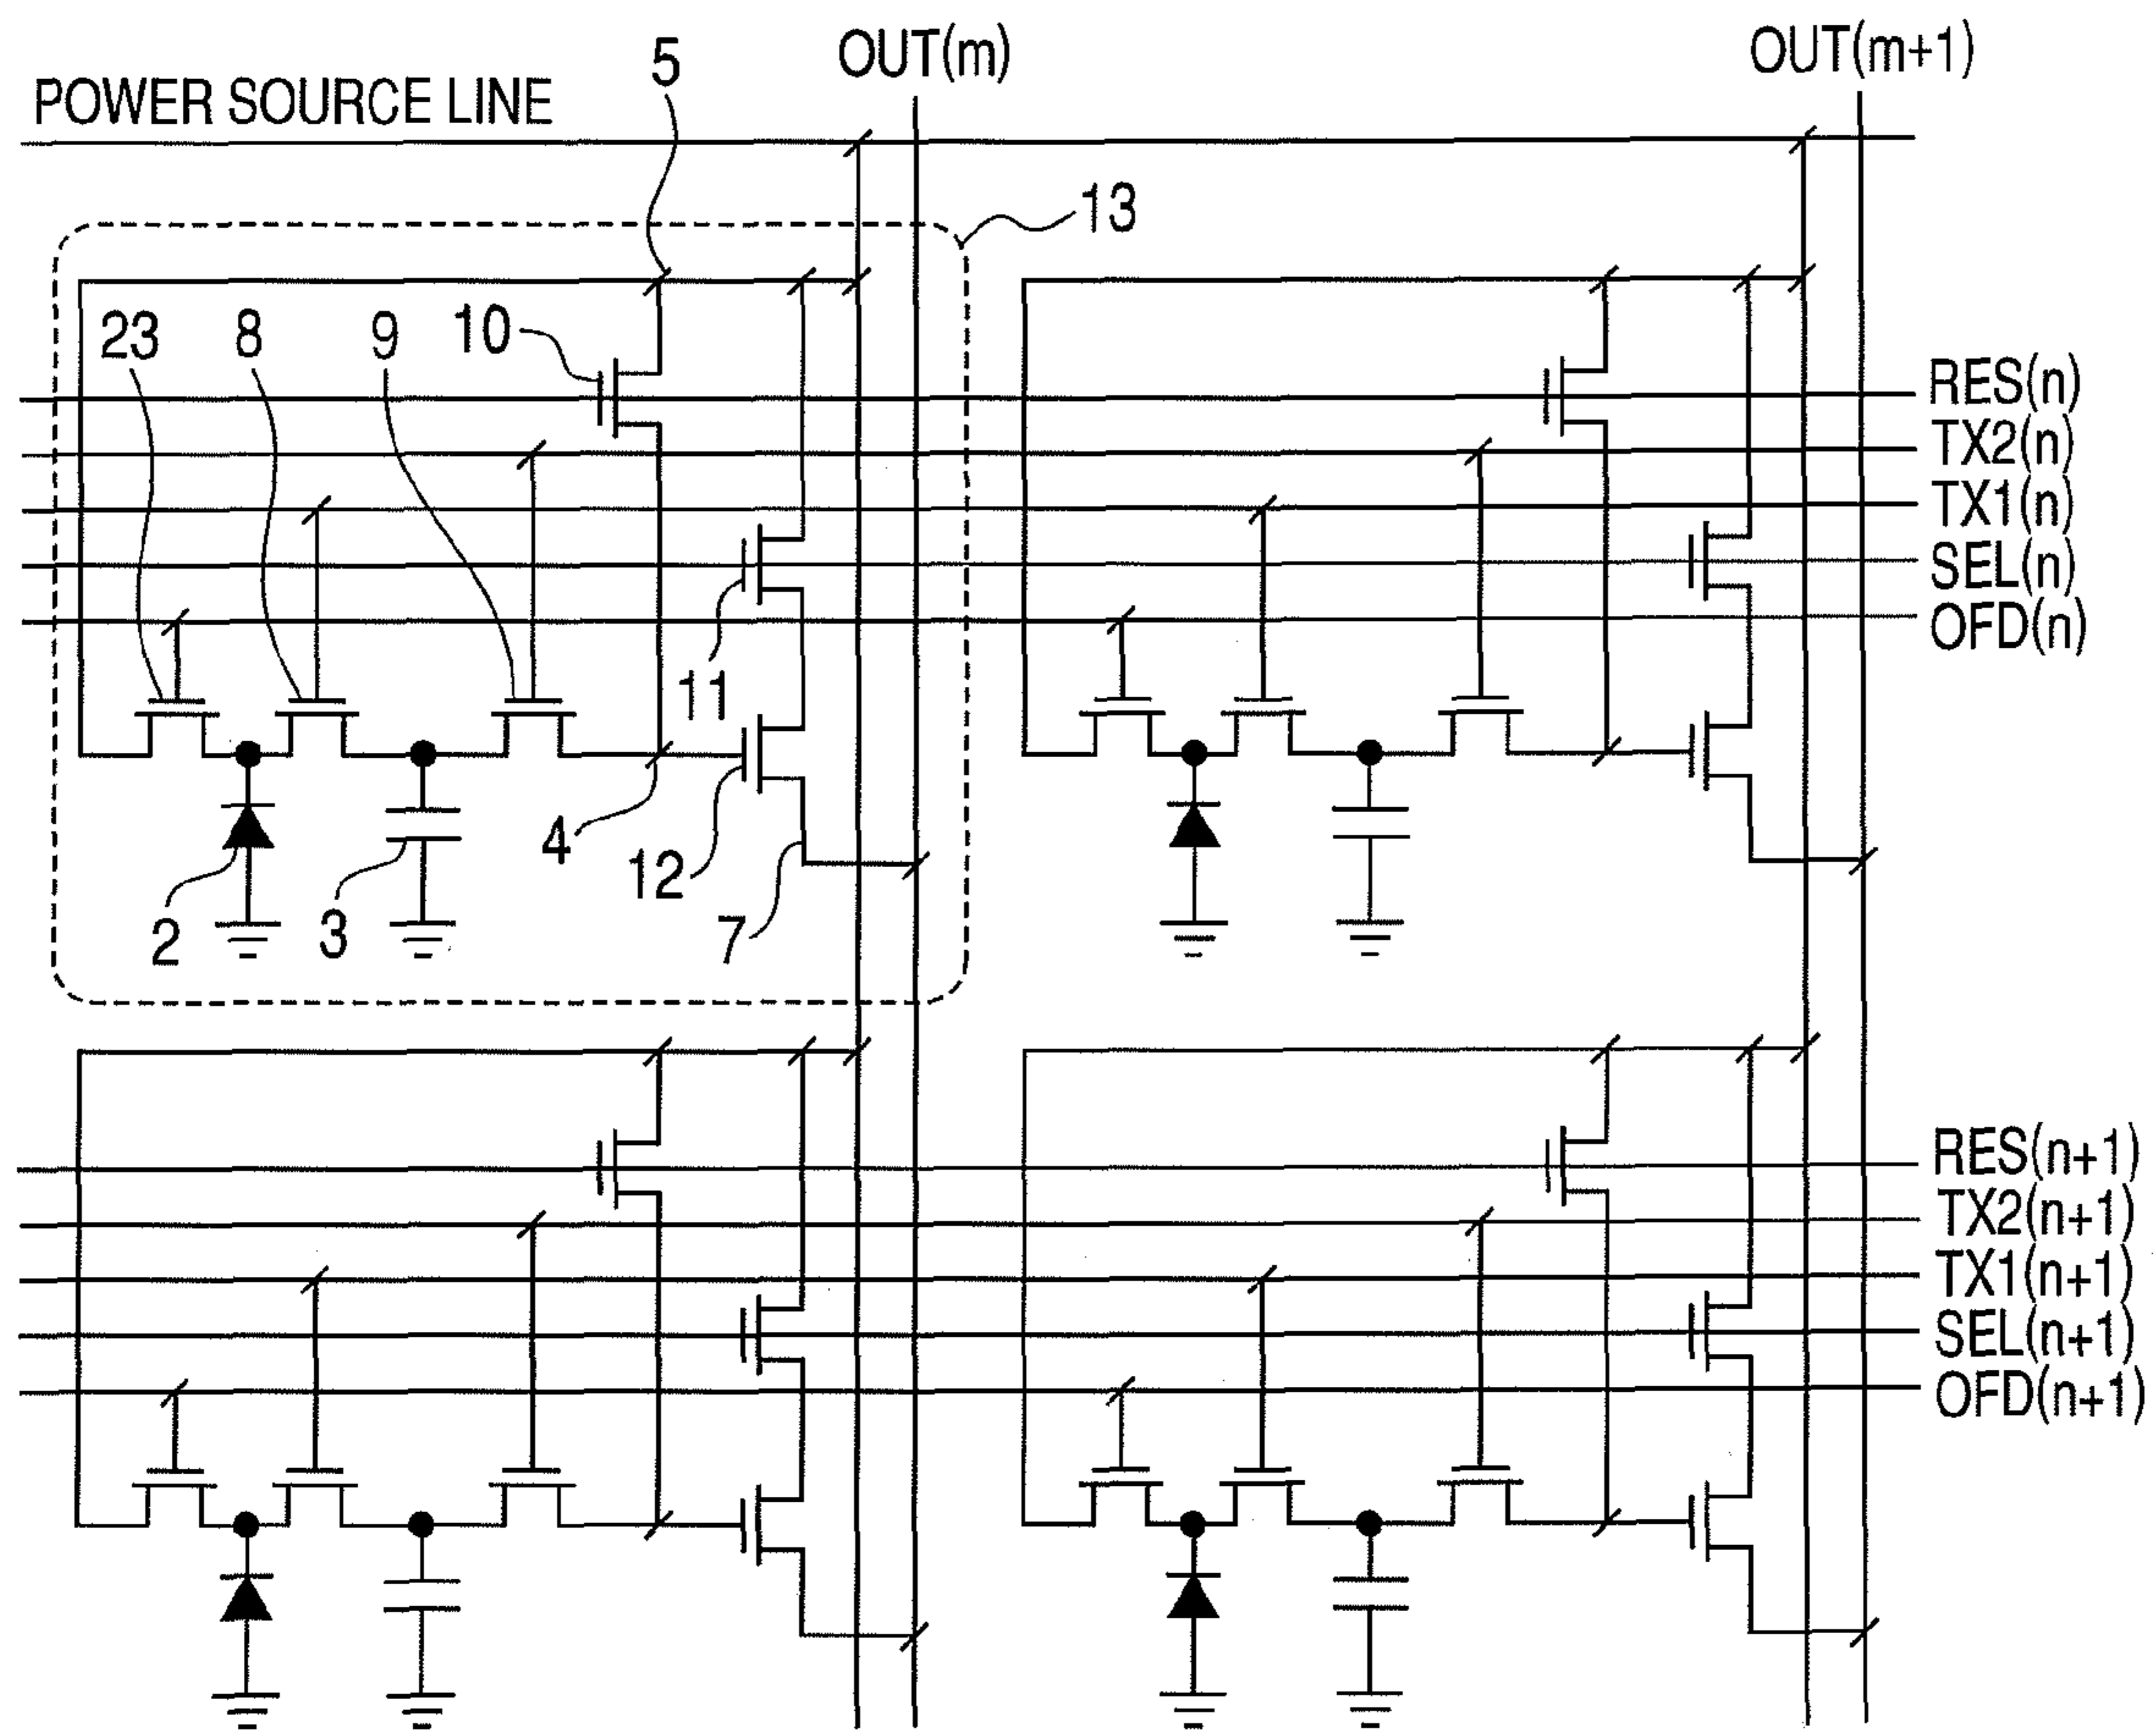 OUT(m)
OUT(m+1)
5
POWER SOURCE LINE
13
23
8
9
10
RES(n)
TX2(n)
TX1(n)
SEL(n)
OFD(n)
11
4
12
2
3
7
RES(n+1)
TX2(n+1)
TX1(n+1)
SEL(n+1)
OFD(n+1)